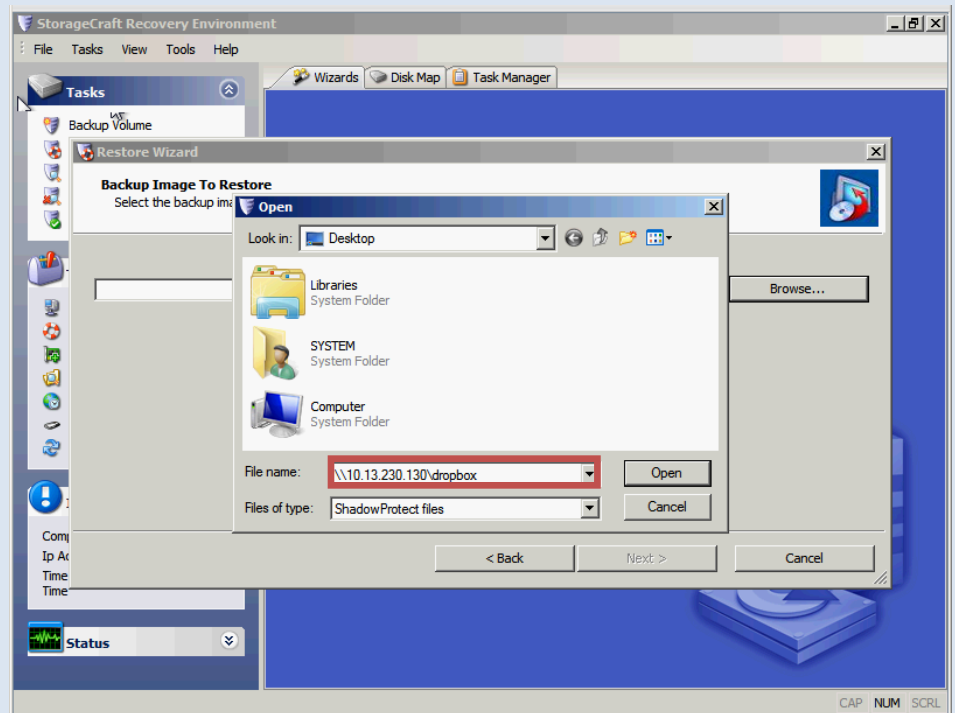 StorageCraft Recovery Environment
File Tasks View Tools Help
Wizards Disk Map Task Manager
Tasks
Backup Volume
Restore Wizard
Backup Image To Restore
Select the backup ima
Open
Look in: Desktop
Libraries
System Folder
SYSTEM
System Folder
Computer
System Folder
Browse...
File name: \\10.13.230.130\dropbox
Open
Files of type: ShadowProtect files
Cancel
< Back Next > Cancel
Ip
Time
Time
Status
CAP NUM SCRL